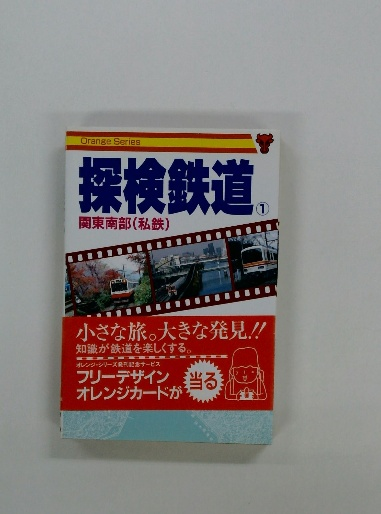 Orange Series
探検鉄道①
関東南部(私鉄)
小さな旅。大きな発見!!
知識が鉄道を楽しくする。
オレンジ・シリーズ発刊記念サービス
フリーデザイン
オレンジカードが
当る